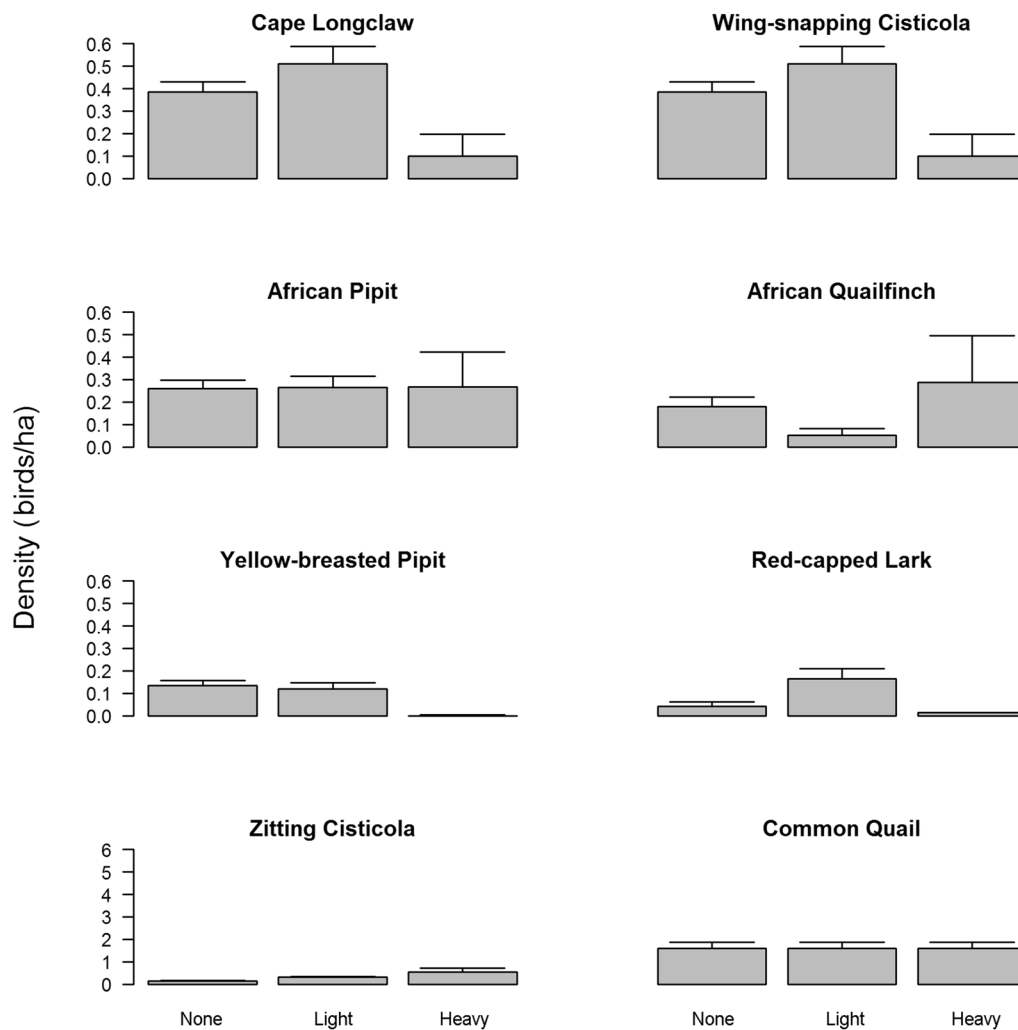 Cape Longclaw
Wing-snapping Cisticola
0.6
0.5
0.4
0.3
0.2
0.1
0.0
African Pipit
African Quailfinch
0.6
0.5
0.4
0.3
0.2
0.1
0.0
Density (birds/ha)
Yellow-breasted Pipit
Red-capped Lark
0.6
0.5
0.4
0.3
0.2
0.1
0.0
Zitting Cisticola
Common Quail
6
5
4
3
2
1
0
None Light Heavy
None Light Heavy